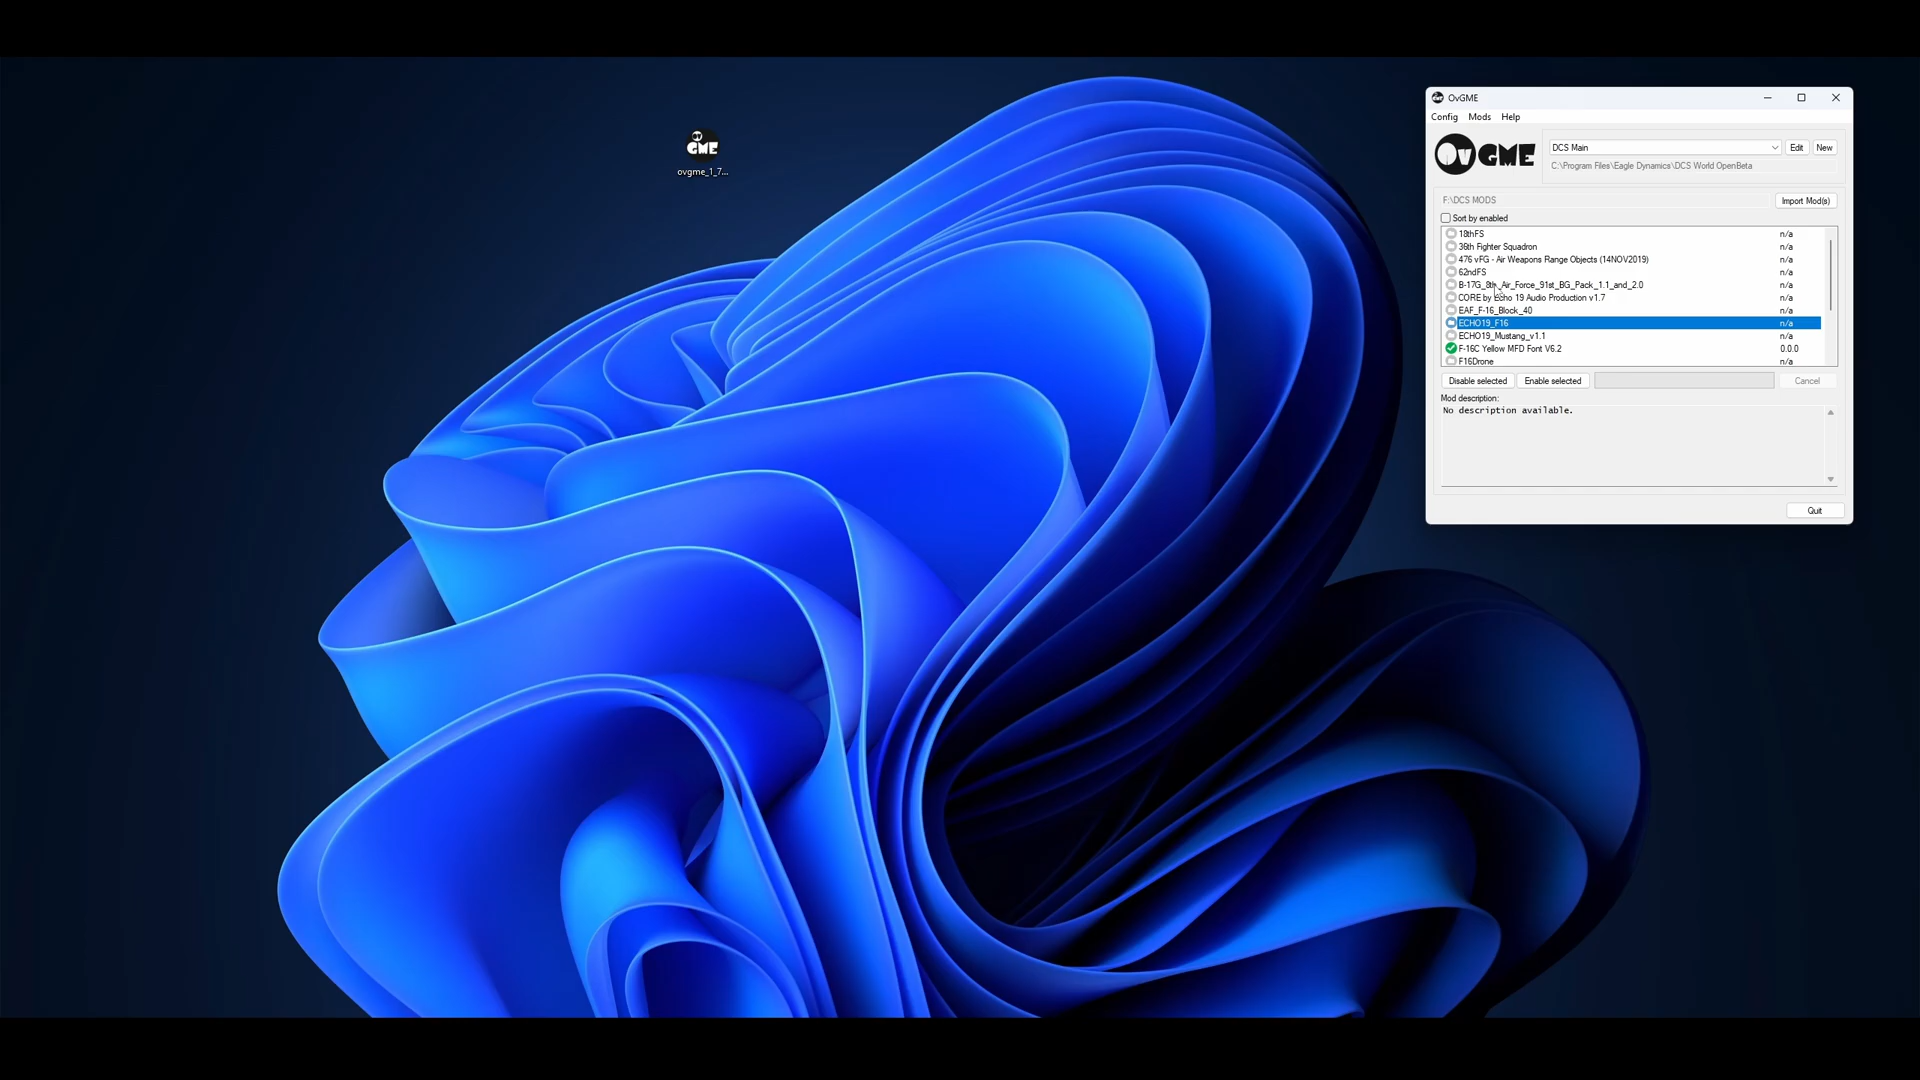 OvGME
Config Mods Help
OV GME
ovgme_1_7...
OvGME
DCS Main
Edit
New
C:\Program Files\Eagle Dynamics\DCS World OpenBeta
F:\DCS MODS
Import Mod(s)
Sort by enabled
18thFS n/a
36th Fighter Squadron n/a
476 vFG - Air Weapons Range Objects (14NOV2019) n/a
62ndFS n/a
B-17G_8th_Air_Force_91st_BG_Pack_1.1_and_2.0 n/a
CORE by Echo 19 Audio Production v1.7 n/a
EAF_F-16_Block_40 n/a
ECHO19_F16 n/a
ECHO19_Mustang_v1.1 n/a
F-16C Yellow MFD Font V6.2 0.0.0
F16Drone n/a
Disable selected
Enable selected
Cancel
Mod description:
No description available.
Quit